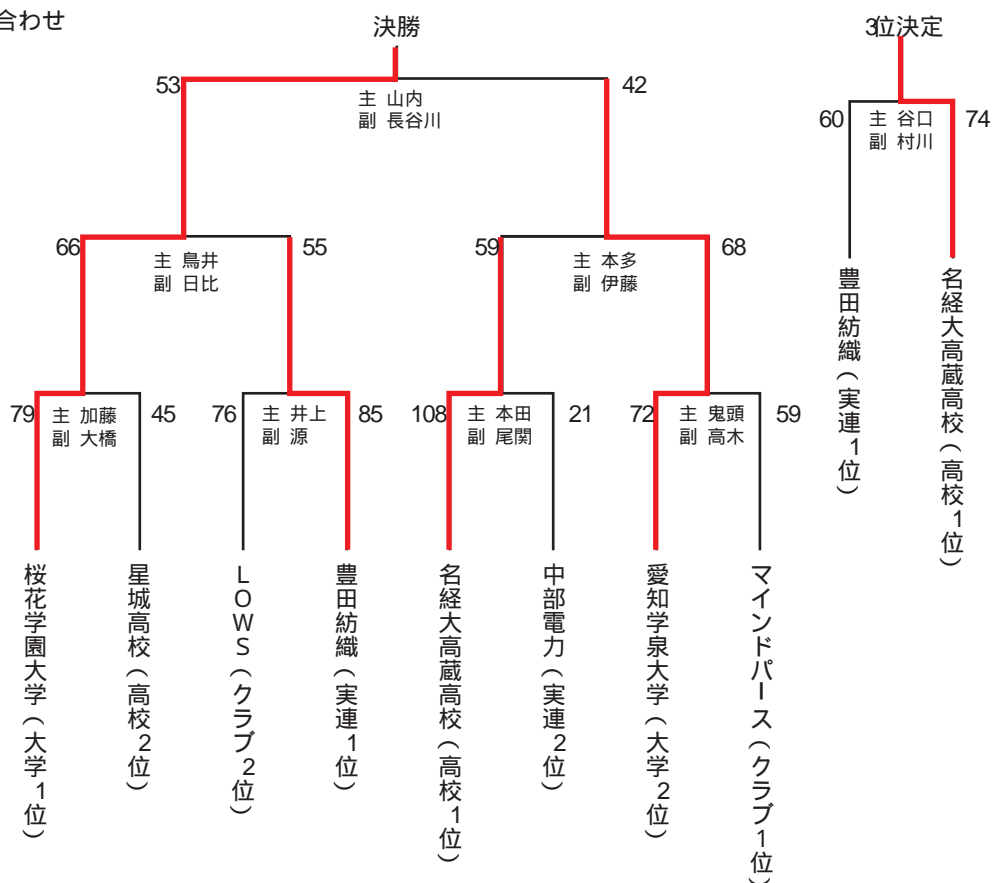 合わせ
決勝
3位決定
53
42
主 山内
副 長谷川
60
主 谷口
副 村川
74
66
主 鳥井
副 日比
55
59
主 本多
副 伊藤
68
豊田紡織(実連1位)
名経大高蔵高校(高校1位)
79
主 加藤
副 大橋
45
76
主 井上
副 源
85
108
主 本田
副 尾関
21
72
主 鬼頭
副 高木
59
桜花学園大学(大学1位)
星城高校(高校2位)
LOWS(クラブ2位)
豊田紡織(実連1位)
名経大高蔵高校(高校1位)
中部電力(実連2位)
愛知学泉大学(大学2位)
マインドパース(クラブ1位)